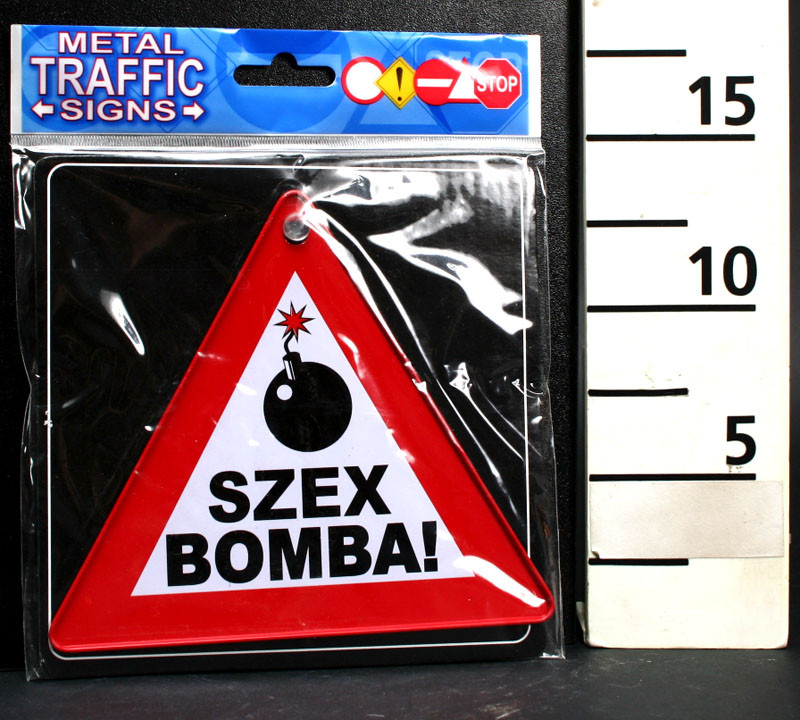 METAL
TRAFFIC
SIGNS
!
STOP
SZEX
BOMBA!
15
10
5